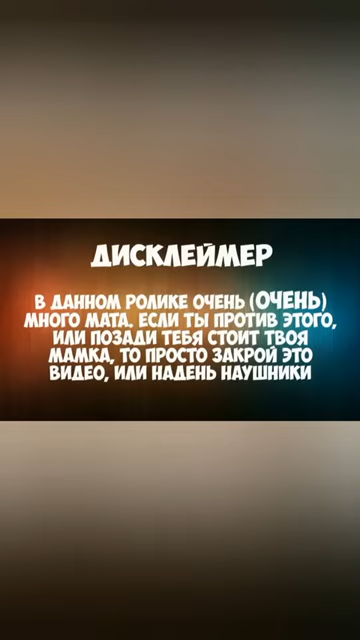 ДИСКЛЕЙМЕР
В ДАННОМ РОЛИКЕ ОЧЕНЬ (ОЧЕНЬ)
МНОГО МАТА. ЕСЛИ ТЫ ПРОТИВ ЭТОГО,
ИЛИ ПОЗАДИ ТЕБЯ СТОИТ ТВОЯ
МАМКА, ТО ПРОСТО ЗАКРОЙ ЭТО
ВИДЕО, ИЛИ НАДЕНЬ НАУШНИКИ